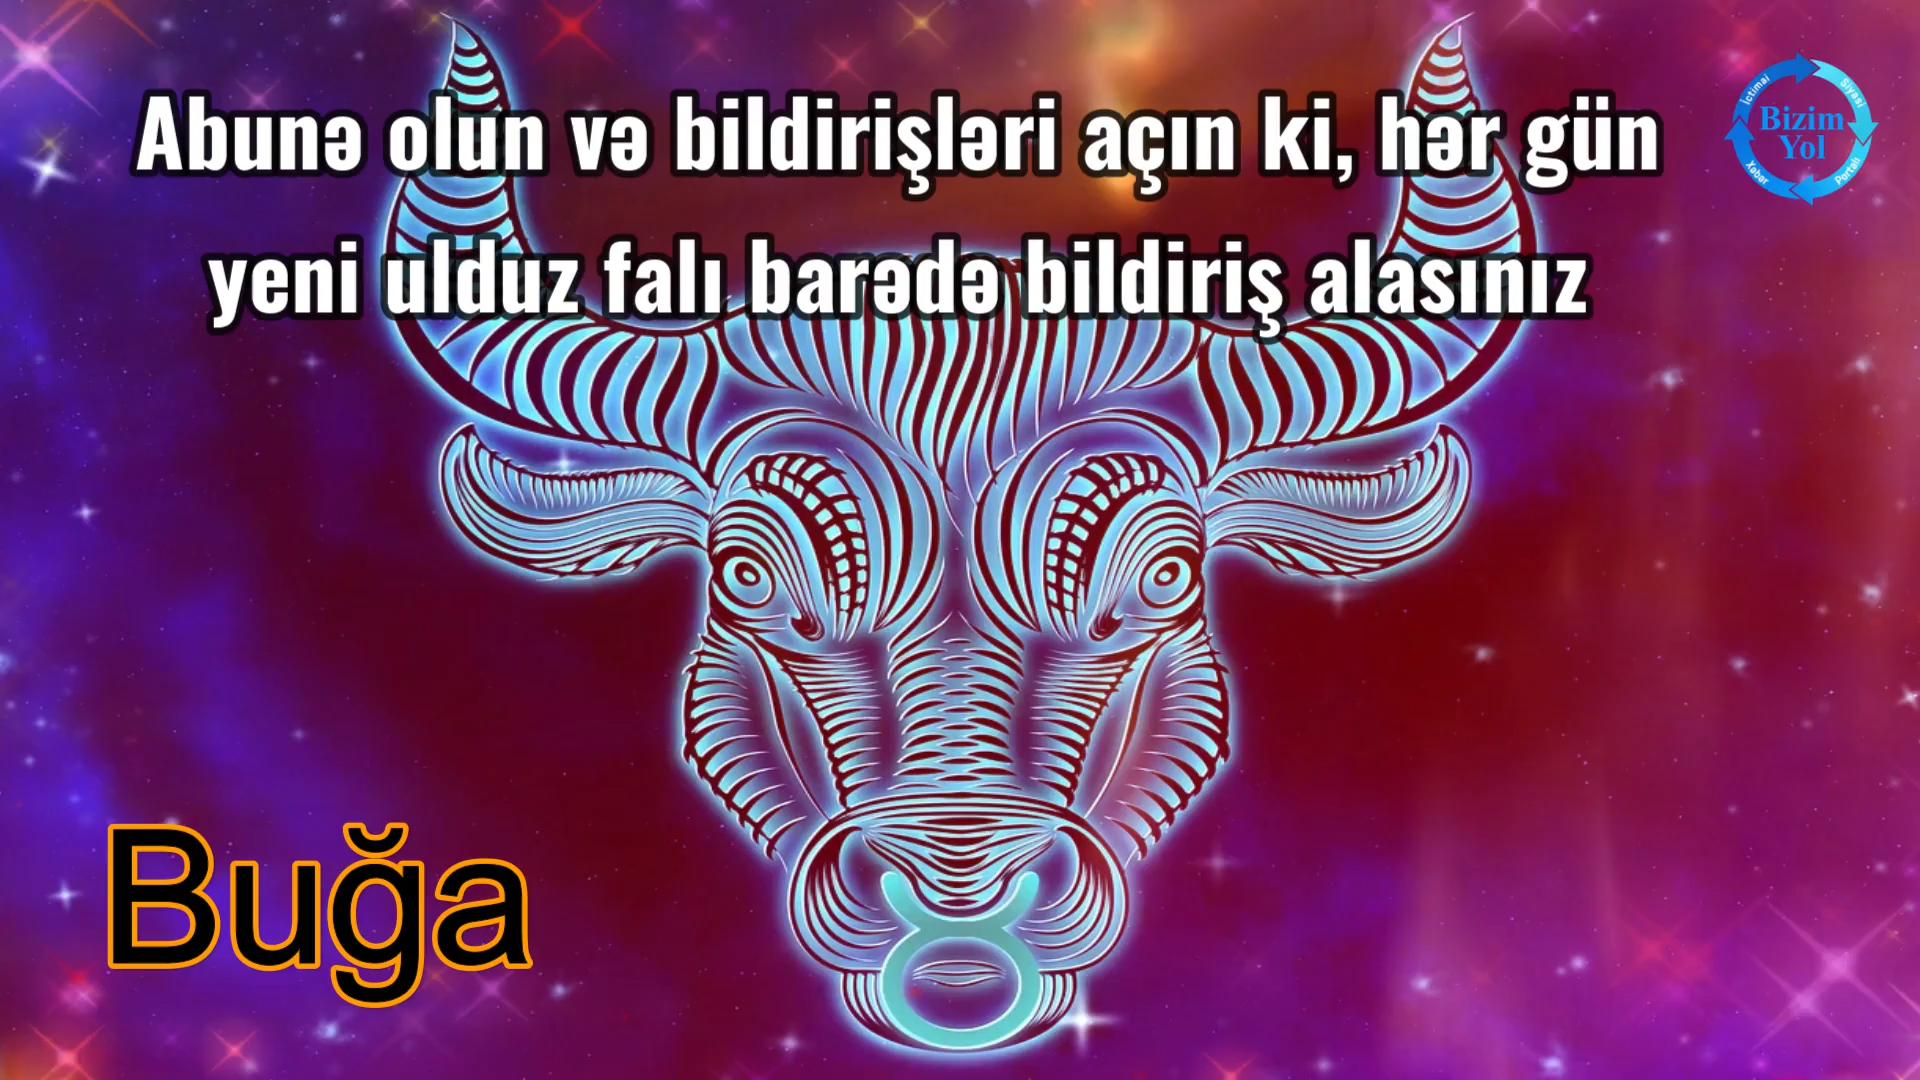 Abunə olun və bildirişləri açın ki, hər gün
yeni ulduz falı barədə bildiriş alasınız
İctimai
Siyasi
Bizim
Yol
Xəbər
Portalı
Buğa